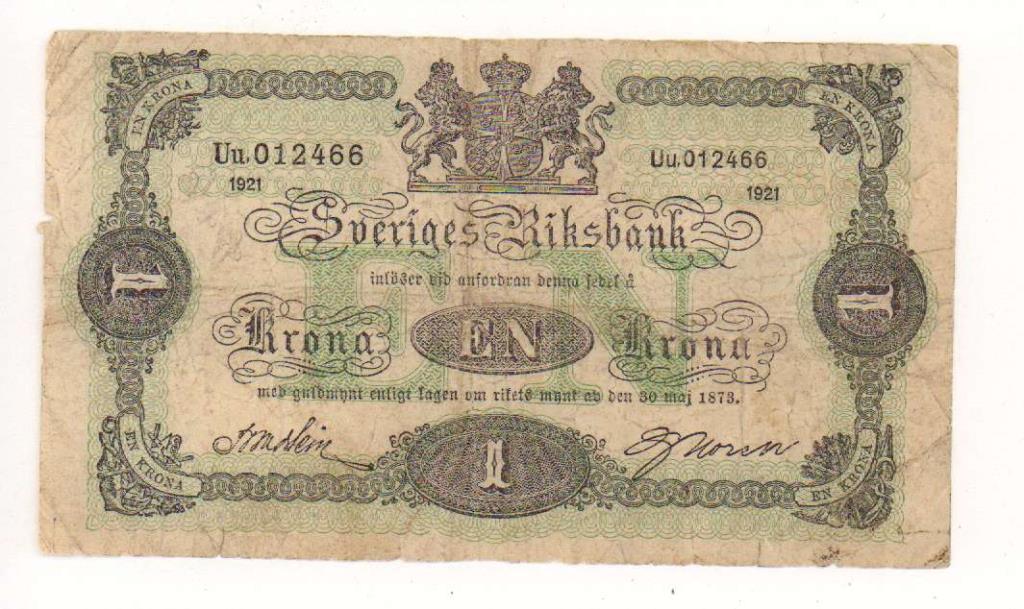 EN KRONA EN KRONA
Uu.012466 Uu.012466
1921 1921
Sveriges Riksbank
inlöser vid anfordran denna sedel å
1 1
Krona EN Krona
med guldmynt enligt lagen om rikets mynt av den 30 maj 1873.
1
EN KRONA EN KRONA